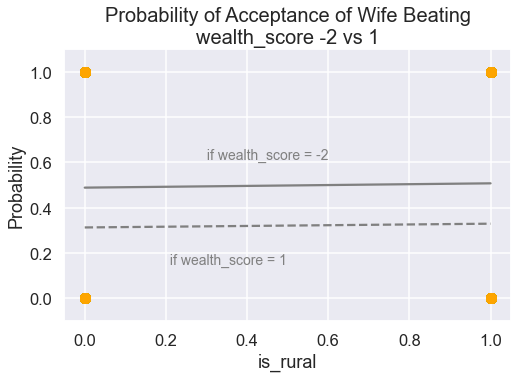 Probability of Acceptance of Wife Beating
wealth_score -2 vs 1
1.0
0.8
0.6
0.4
0.2
0.0
Probability
if wealth_score = -2
if wealth_score = 1
0.0 0.2 0.4 0.6 0.8 1.0
is_rural